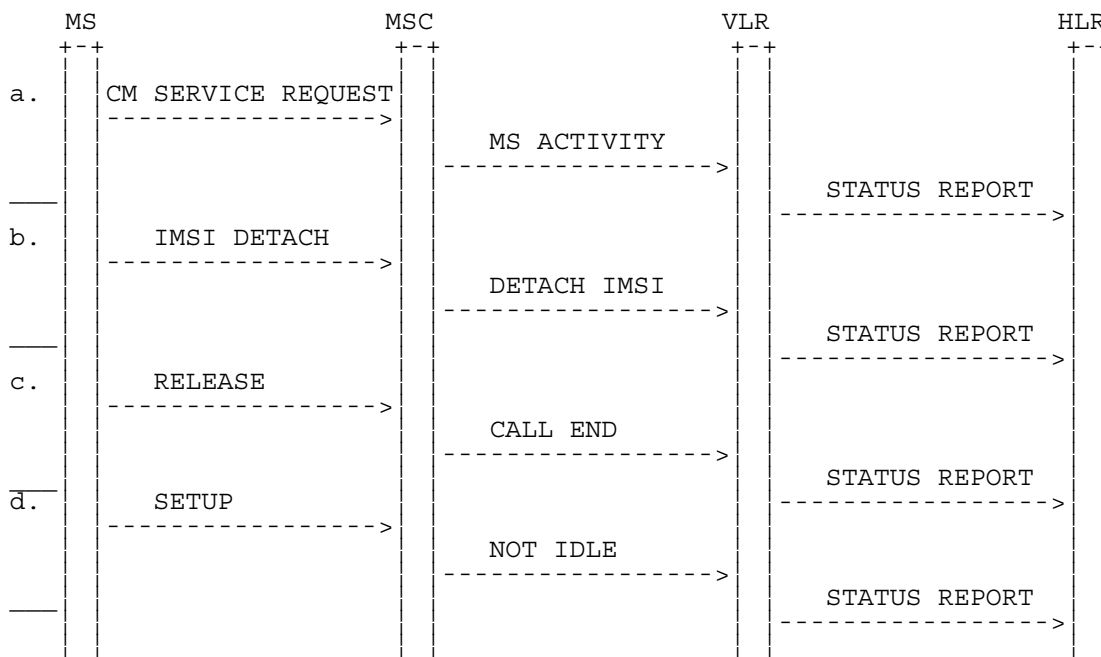 MS MSC VLR HLR
a. CM SERVICE REQUEST
MS ACTIVITY
STATUS REPORT
b. IMSI DETACH
DETACH IMSI
STATUS REPORT
c. RELEASE
CALL END
STATUS REPORT
d. SETUP
NOT IDLE
STATUS REPORT